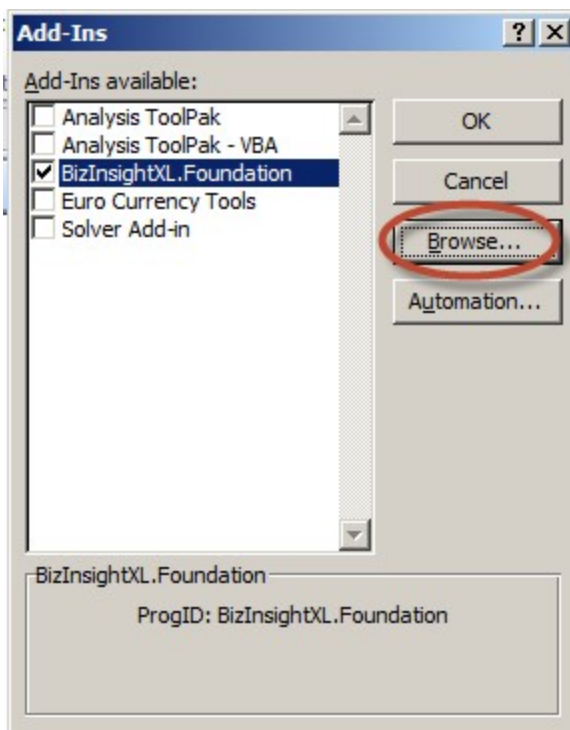 Add-Ins
Add-Ins available:
Analysis ToolPak
Analysis ToolPak - VBA
BizInsightXL.Foundation
Euro Currency Tools
Solver Add-in
OK
Cancel
Browse...
Automation...
BizInsightXL.Foundation
ProgID: BizInsightXL.Foundation